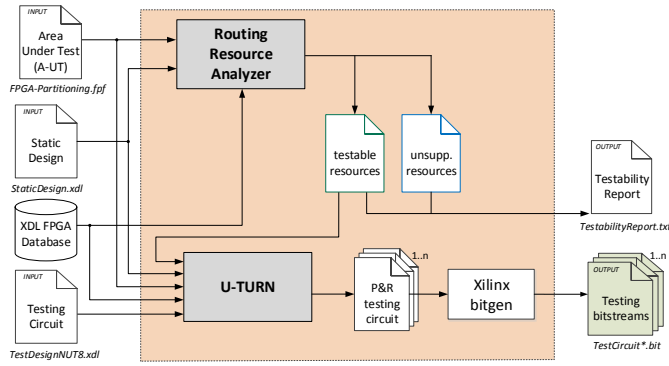 INPUT
Area
Under Test
(A-UT)
FPGA-Partitioning.fpf
INPUT
Static
Design
StaticDesign.xdl
XDL FPGA
Database
INPUT
Testing
Circuit
TestDesignNUT8.xdl
Routing
Resource
Analyzer
testable
resources
unsupp.
resources
U-TURN
1..n
P&R
testing
circuit
Xilinx
bitgen
OUTPUT
Testability
Report
TestabilityReport.txt
1..n
OUTPUT
Testing
bitstreams
TestCircuit*.bit